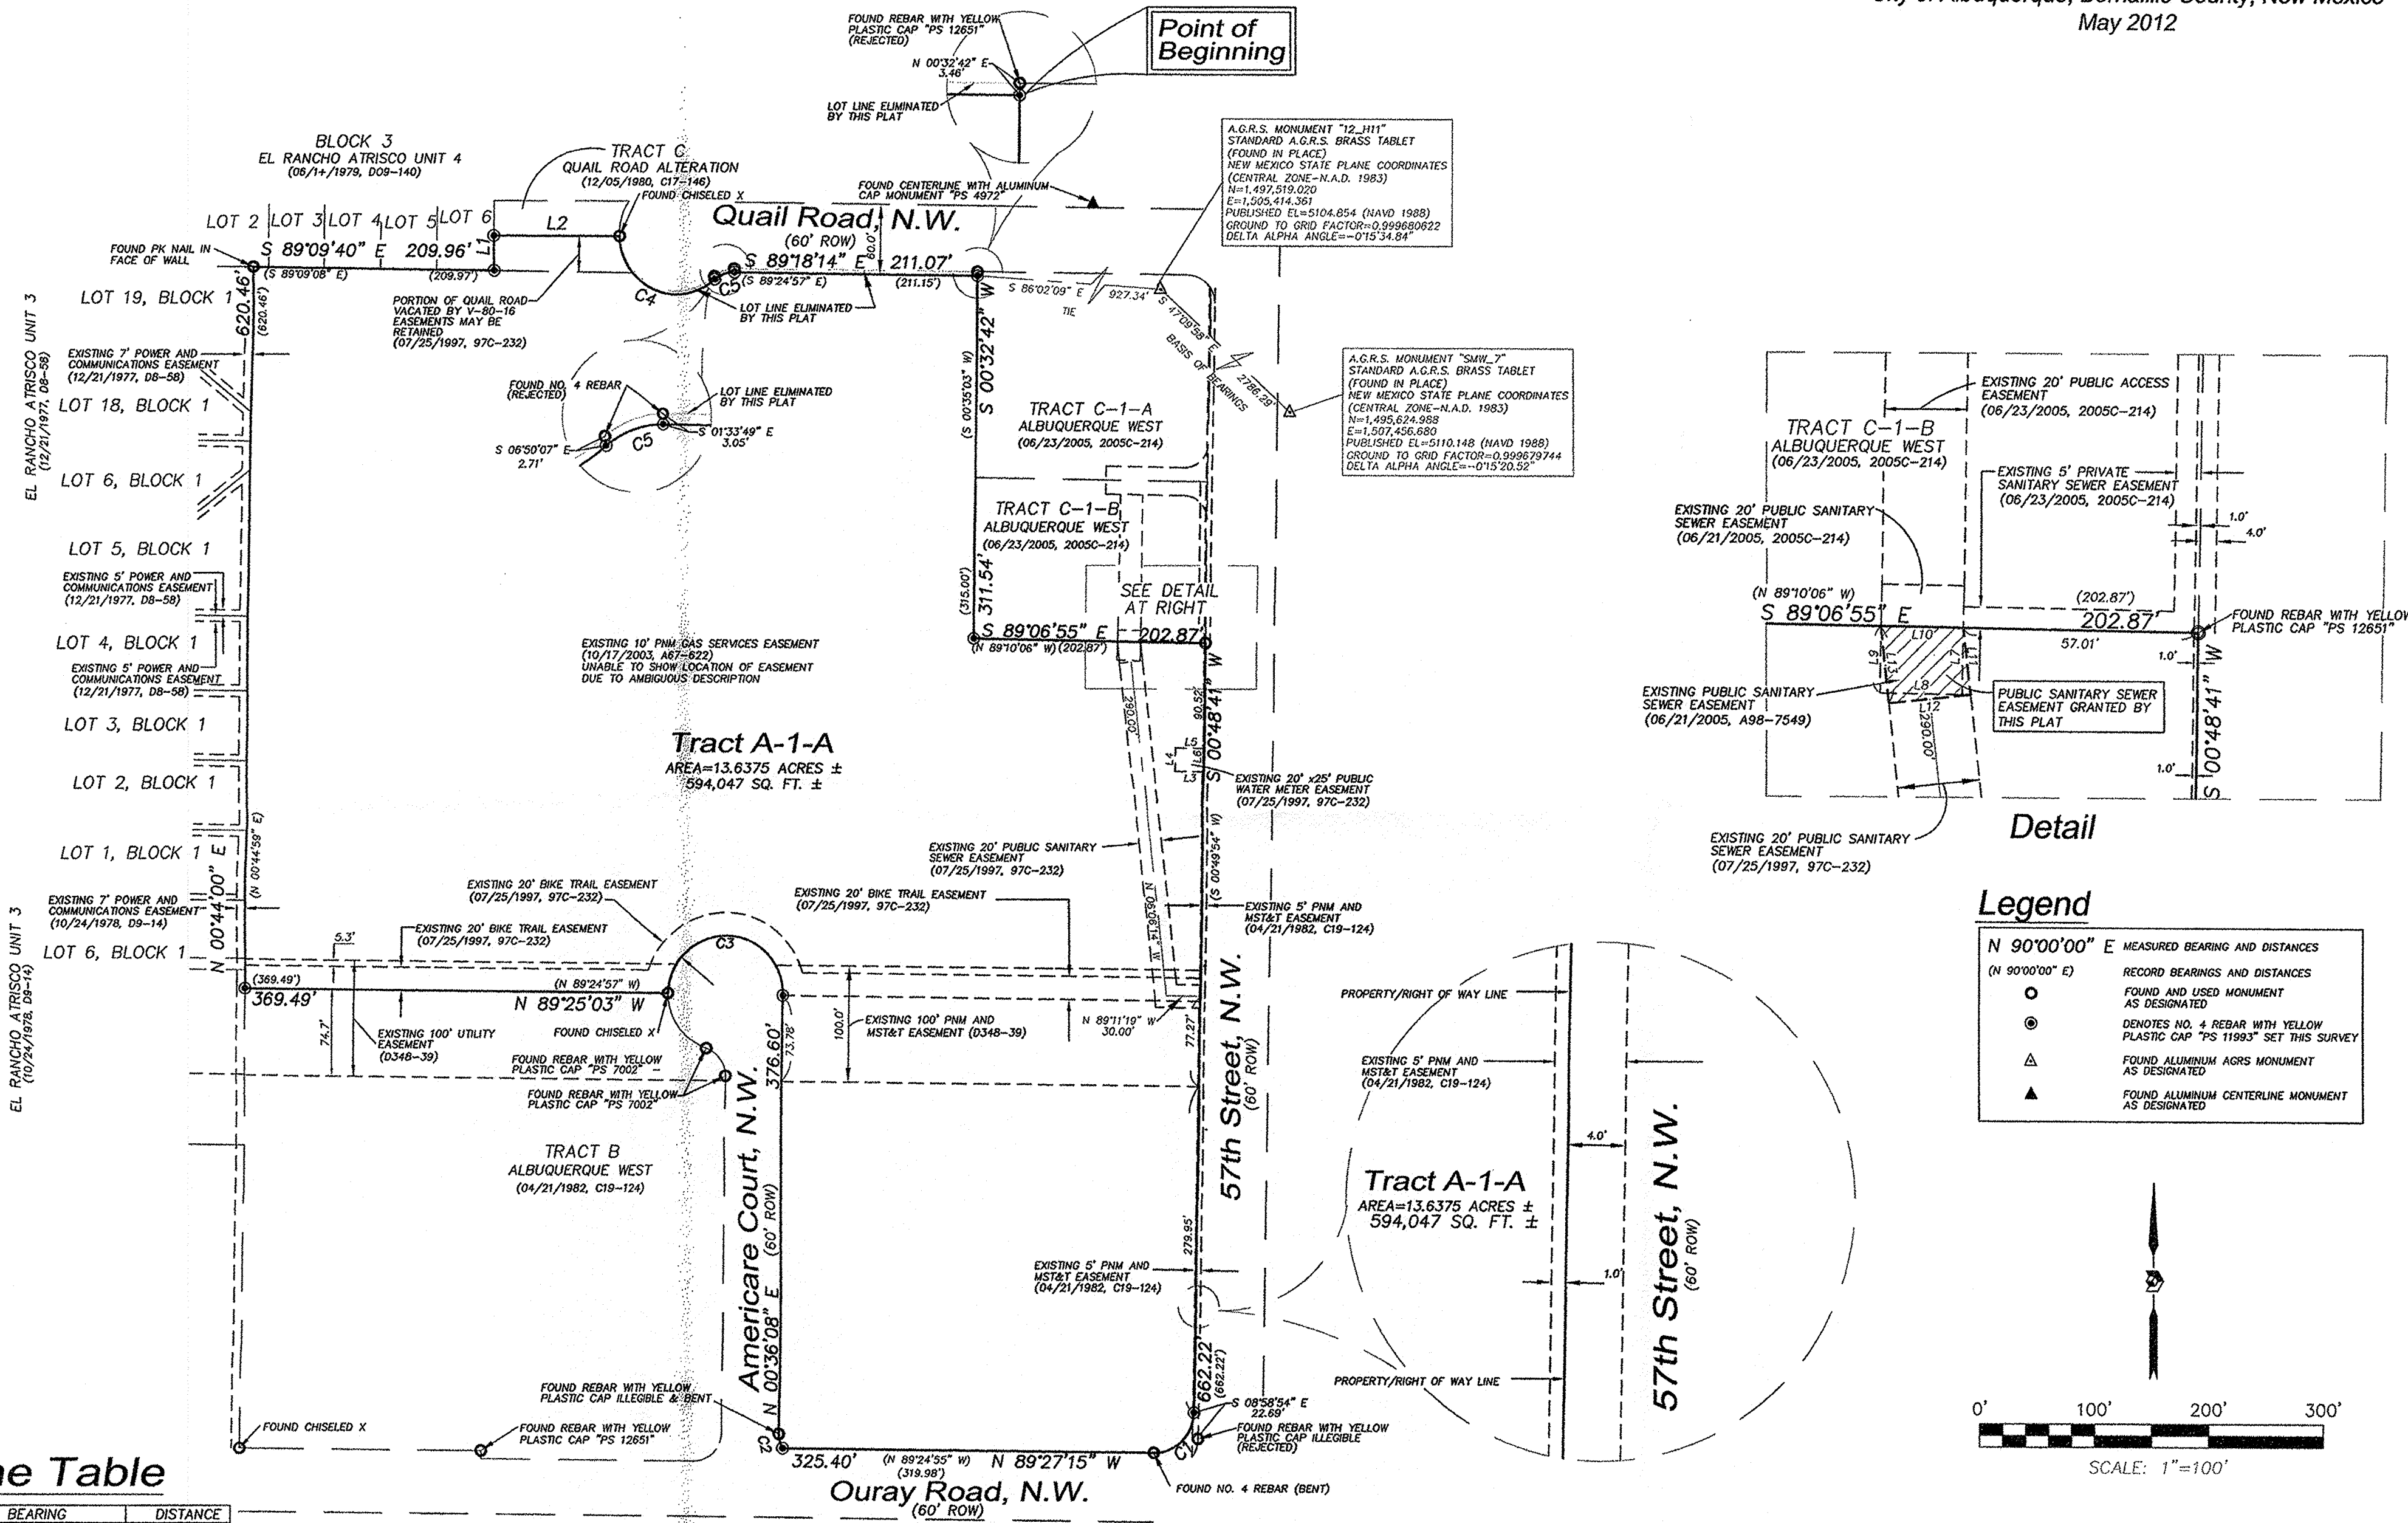 City of Albuquerque, Bernalillo County, New Mexico
May 2012
FOUND REBAR WITH YELLOW
PLASTIC CAP "PS 12651"
(REJECTED)
N 00°32'42" E
3.46'
LOT LINE ELIMINATED
BY THIS PLAT
Point of
Beginning
BLOCK 3
EL RANCHO ATRISCO UNIT 4
(06/1+/1979, D09-140)
TRACT C
QUAIL ROAD ALTERATION
(12/05/1980, C17-146)
FOUND CHISELED X
FOUND CENTERLINE WITH ALUMINUM
CAP MONUMENT "PS 4972"
A.G.R.S. MONUMENT "12_H11"
STANDARD A.G.R.S. BRASS TABLET
(FOUND IN PLACE)
NEW MEXICO STATE PLANE COORDINATES
(CENTRAL ZONE-N.A.D. 1983)
N=1,497,519.020
E=1,505,414.361
PUBLISHED EL=5104.854 (NAVD 1988)
GROUND TO GRID FACTOR=0.999680622
DELTA ALPHA ANGLE=-0°15'34.84"
LOT 2
LOT 3
LOT 4
LOT 5
LOT 6
L1
L2
Quail Road, N.W.
(60' ROW)
60.0'
FOUND PK NAIL IN
FACE OF WALL
S 89°09'40" E 209.96'
(S 89°09'08" E) (209.97')
S 89°18'14" E 211.07'
(S 89°24'57" E) (211.15')
C4
C5
LOT LINE ELIMINATED
BY THIS PLAT
PORTION OF QUAIL ROAD
VACATED BY V-80-16
EASEMENTS MAY BE
RETAINED
(07/25/1997, 97C-232)
S 86°02'09" E 927.34'
TIE
S 47°09'58" E 2786.29'
BASIS OF BEARINGS
A.G.R.S. MONUMENT "SMW_7"
STANDARD A.G.R.S. BRASS TABLET
(FOUND IN PLACE)
NEW MEXICO STATE PLANE COORDINATES
(CENTRAL ZONE-N.A.D. 1983)
N=1,495,624.988
E=1,507,456.680
PUBLISHED EL=5110.148 (NAVD 1988)
GROUND TO GRID FACTOR=0.999679744
DELTA ALPHA ANGLE=-0°15'20.52"
EL RANCHO ATRISCO UNIT 3
(12/21/1977, D8-58)
LOT 19, BLOCK 1
620.46'
(620.46')
EXISTING 7' POWER AND
COMMUNICATIONS EASEMENT
(12/21/1977, D8-58)
LOT 18, BLOCK 1
LOT 6, BLOCK 1
LOT 5, BLOCK 1
EXISTING 5' POWER AND
COMMUNICATIONS EASEMENT
(12/21/1977, D8-58)
LOT 4, BLOCK 1
EXISTING 5' POWER AND
COMMUNICATIONS EASEMENT
(12/21/1977, D8-58)
LOT 3, BLOCK 1
LOT 2, BLOCK 1
LOT 1, BLOCK 1
EXISTING 7' POWER AND
COMMUNICATIONS EASEMENT
(10/24/1978, D9-14)
LOT 6, BLOCK 1
EL RANCHO ATRISCO UNIT 3
(10/24/1978, D9-14)
N 00°44'00" E
(N 00°44'59" E)
FOUND NO. 4 REBAR
(REJECTED)
LOT LINE ELIMINATED
BY THIS PLAT
C5
S 01°33'49" E
3.05'
S 06°50'07" E
2.71'
S 00°32'42" W
(S 00°35'03" W)
311.54'
(315.00')
TRACT C-1-A
ALBUQUERQUE WEST
(06/23/2005, 2005C-214)
TRACT C-1-B
ALBUQUERQUE WEST
(06/23/2005, 2005C-214)
SEE DETAIL
AT RIGHT
S 89°06'55" E 202.87'
(N 89°10'06" W) (202.87')
EXISTING 10' PNM GAS SERVICES EASEMENT
(10/17/2003, A67-622)
UNABLE TO SHOW LOCATION OF EASEMENT
DUE TO AMBIGUOUS DESCRIPTION
Tract A-1-A
AREA=13.6375 ACRES ±
594,047 SQ. FT. ±
290.00'
90.52'
S 00°48'41" W
(S 00°49'54" W)
L5
L4
L6
L3
EXISTING 20' x25' PUBLIC
WATER METER EASEMENT
(07/25/1997, 97C-232)
EXISTING 20' PUBLIC SANITARY
SEWER EASEMENT
(07/25/1997, 97C-232)
N 06°06'14" W
EXISTING 5' PNM AND
MST&T EASEMENT
(04/21/1982, C19-124)
EXISTING 20' BIKE TRAIL EASEMENT
(07/25/1997, 97C-232)
EXISTING 20' BIKE TRAIL EASEMENT
(07/25/1997, 97C-232)
EXISTING 20' BIKE TRAIL EASEMENT
(07/25/1997, 97C-232)
C3
5.3'
(369.49') (N 89°24'57" W)
369.49' N 89°25'03" W
74.7'
EXISTING 100' UTILITY
EASEMENT
(D348-39)
FOUND CHISELED X
FOUND REBAR WITH YELLOW
PLASTIC CAP "PS 7002"
FOUND REBAR WITH YELLOW
PLASTIC CAP "PS 7002"
376.60'
73.78'
100.0'
EXISTING 100' PNM AND
MST&T EASEMENT (D348-39)
N 89°11'19" W
30.00'
77.27'
57th Street, N.W.
(60' ROW)
TRACT B
ALBUQUERQUE WEST
(04/21/1982, C19-124)
Americare Court, N.W.
(60' ROW)
N 00°36'08" E
279.95'
EXISTING 5' PNM AND
MST&T EASEMENT
(04/21/1982, C19-124)
662.22'
(662.22')
S 08°58'54" E
22.69'
FOUND REBAR WITH YELLOW
PLASTIC CAP ILLEGIBLE
(REJECTED)
C1
FOUND REBAR WITH YELLOW
PLASTIC CAP ILLEGIBLE & BENT
FOUND CHISELED X
FOUND REBAR WITH YELLOW
PLASTIC CAP "PS 12651"
C2
325.40' (N 89°24'55" W) N 89°27'15" W
(319.98')
FOUND NO. 4 REBAR (BENT)
Ouray Road, N.W.
(60' ROW)
ne Table
BEARING DISTANCE
EXISTING 20' PUBLIC ACCESS
EASEMENT
(06/23/2005, 2005C-214)
TRACT C-1-B
ALBUQUERQUE WEST
(06/23/2005, 2005C-214)
EXISTING 5' PRIVATE
SANITARY SEWER EASEMENT
(06/23/2005, 2005C-214)
EXISTING 20' PUBLIC SANITARY
SEWER EASEMENT
(06/21/2005, 2005C-214)
1.0'
4.0'
(N 89°10'06" W) (202.87')
S 89°06'55" E 202.87'
FOUND REBAR WITH YELLOW
PLASTIC CAP "PS 12651"
L10
57.01'
L13
L11
L8
L12
1.0'
EXISTING PUBLIC SANITARY
SEWER EASEMENT
(06/21/2005, A98-7549)
PUBLIC SANITARY SEWER
EASEMENT GRANTED BY
THIS PLAT
290.00'
1.0'
S 00°48'41" W
EXISTING 20' PUBLIC SANITARY
SEWER EASEMENT
(07/25/1997, 97C-232)
Detail
PROPERTY/RIGHT OF WAY LINE
EXISTING 5' PNM AND
MST&T EASEMENT
(04/21/1982, C19-124)
4.0'
Tract A-1-A
AREA=13.6375 ACRES ±
594,047 SQ. FT. ±
1.0'
57th Street, N.W.
(60' ROW)
PROPERTY/RIGHT OF WAY LINE
Legend
N 90°00'00" E MEASURED BEARING AND DISTANCES
(N 90°00'00" E) RECORD BEARINGS AND DISTANCES
FOUND AND USED MONUMENT
AS DESIGNATED
DENOTES NO. 4 REBAR WITH YELLOW
PLASTIC CAP "PS 11993" SET THIS SURVEY
FOUND ALUMINUM AGRS MONUMENT
AS DESIGNATED
FOUND ALUMINUM CENTERLINE MONUMENT
AS DESIGNATED
0' 100' 200' 300'
SCALE: 1"=100'